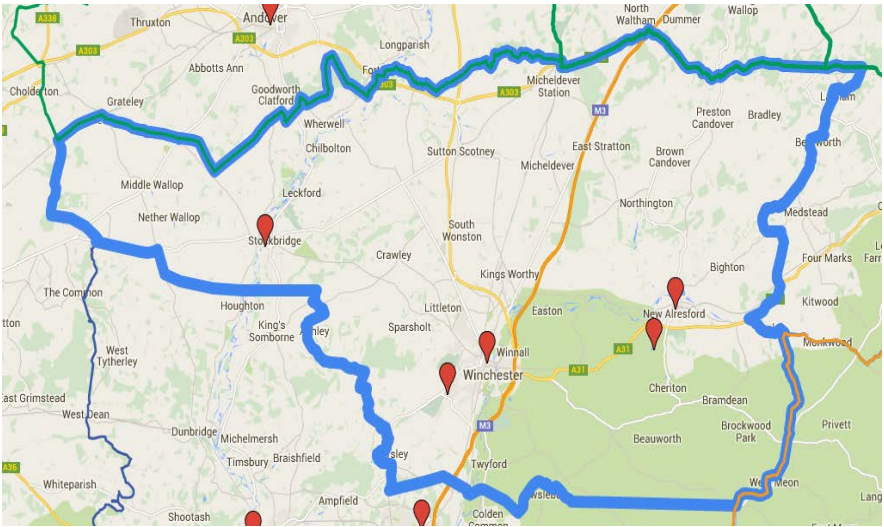 A338
Thruxton
Andover
North
Waltham
Dummer
Wallop
A303
A303
Longparish
Abbotts Ann
Cholderton
Goodworth
Clatford
303
A303
Micheldever
Station
Grateley
M3
Wherwell
Chilbolton
Preston
Candover
Bradley
Sutton Scotney
East Stratton
Brown
Candover
Micheldever
Middle Wallop
Leckford
Northington
Medstead
Nether Wallop
Stockbridge
South
Wonston
Crawley
Kings Worthy
Bighton
Four Marks
The Common
Houghton
Littleton
Easton
New Alresford
Kitwood
King's
Somborne
Sparsholt
A31
West
Tytherley
Winnall
Winchester
A31
Cheriton
Bramdean
East Grimstead
West Dean
M3
Dunbridge
Michelmersh
Beauworth
Brockwood
Park
Privett
A36
Timsbury
Braishfield
Twyford
West Meon
Whiteparish
Ampfield
Colden
Common
Shootash